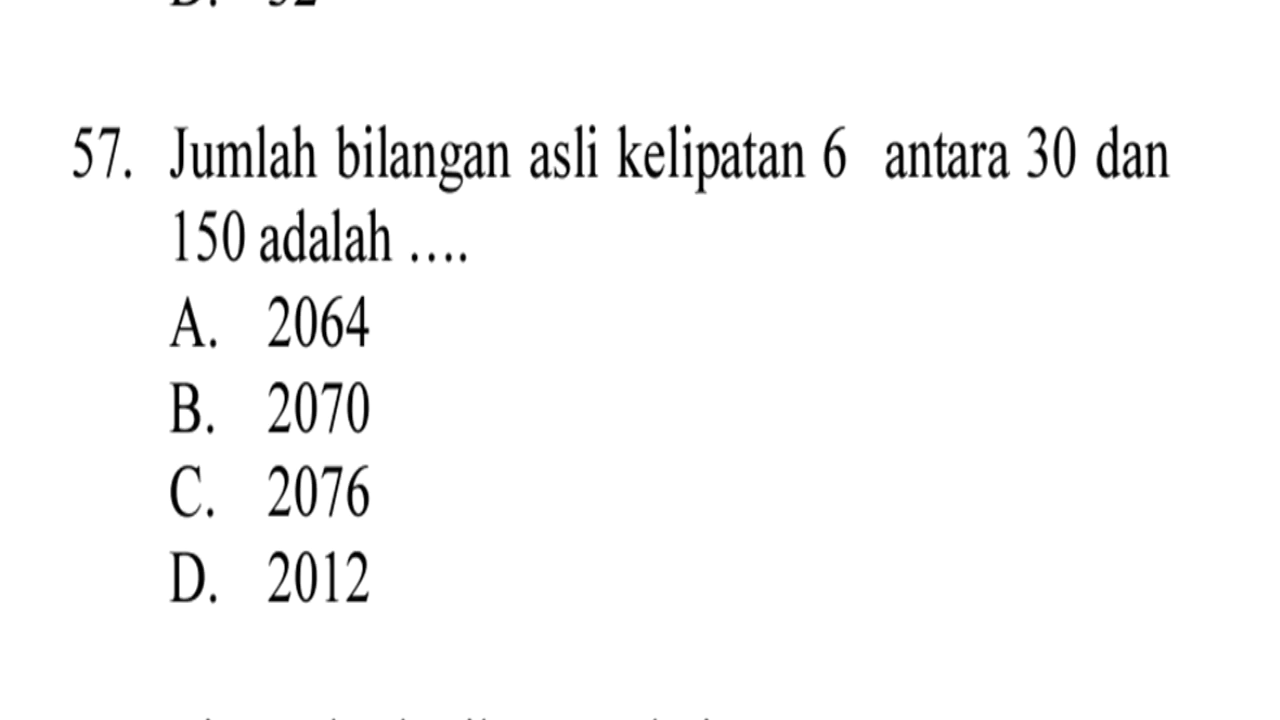 57. Jumlah bilangan asli kelipatan 6 antara 30 dan
150 adalah ....
A. 2064
B. 2070
C. 2076
D. 2012